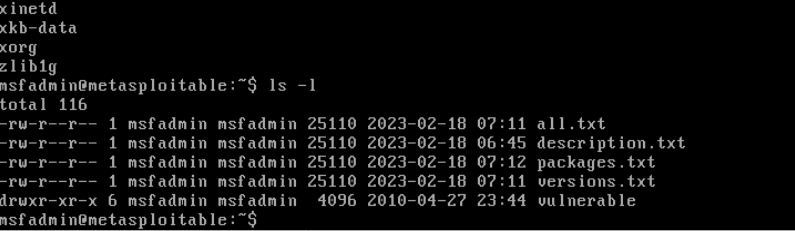 xinetd
xkb-data
xorg
zlib1g
msfadmin@metasploitable:~$ ls -l
total 116
-rw-r--r-- 1 msfadmin msfadmin 25110 2023-02-18 07:11 all.txt
-rw-r--r-- 1 msfadmin msfadmin 25110 2023-02-18 06:45 description.txt
-rw-r--r-- 1 msfadmin msfadmin 25110 2023-02-18 07:12 packages.txt
-rw-r--r-- 1 msfadmin msfadmin 25110 2023-02-18 07:11 versions.txt
drwxr-xr-x 6 msfadmin msfadmin  4096 2010-04-27 23:44 vulnerable
msfadmin@metasploitable:~$